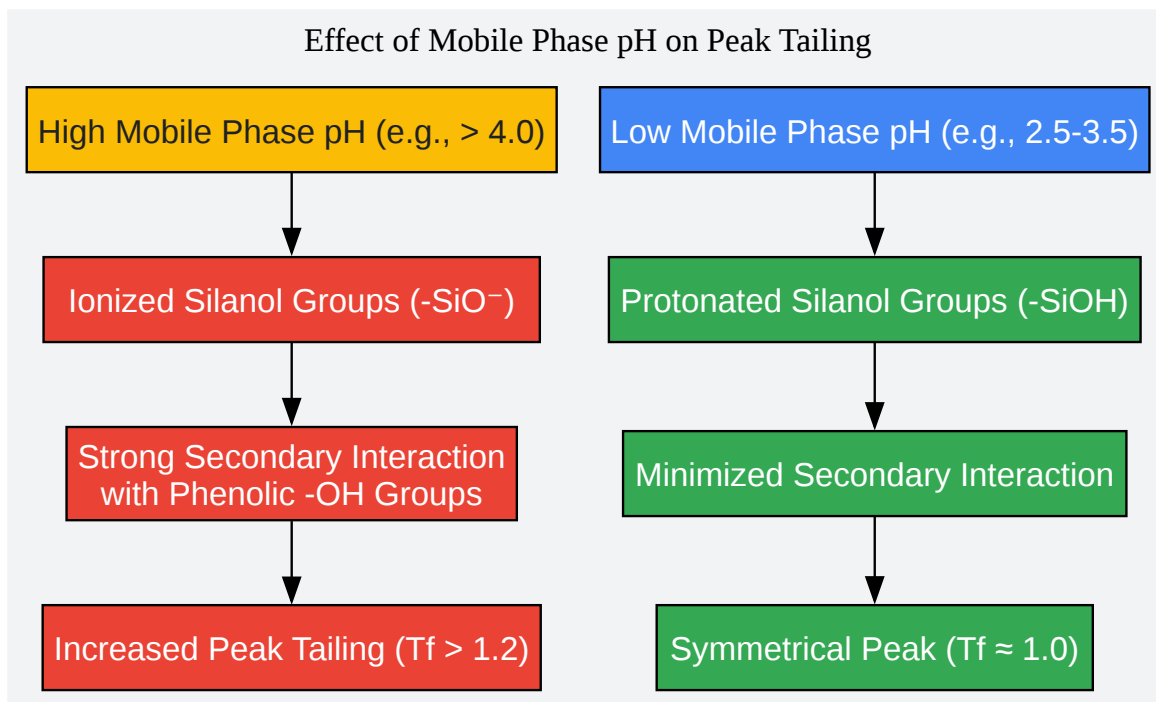 Effect of Mobile Phase pH on Peak Tailing
High Mobile Phase pH (e.g., > 4.0)
Ionized Silanol Groups (-SiO⁻)
Strong Secondary Interaction
with Phenolic -OH Groups
Increased Peak Tailing (Tf > 1.2)
Low Mobile Phase pH (e.g., 2.5-3.5)
Protonated Silanol Groups (-SiOH)
Minimized Secondary Interaction
Symmetrical Peak (Tf ≈ 1.0)